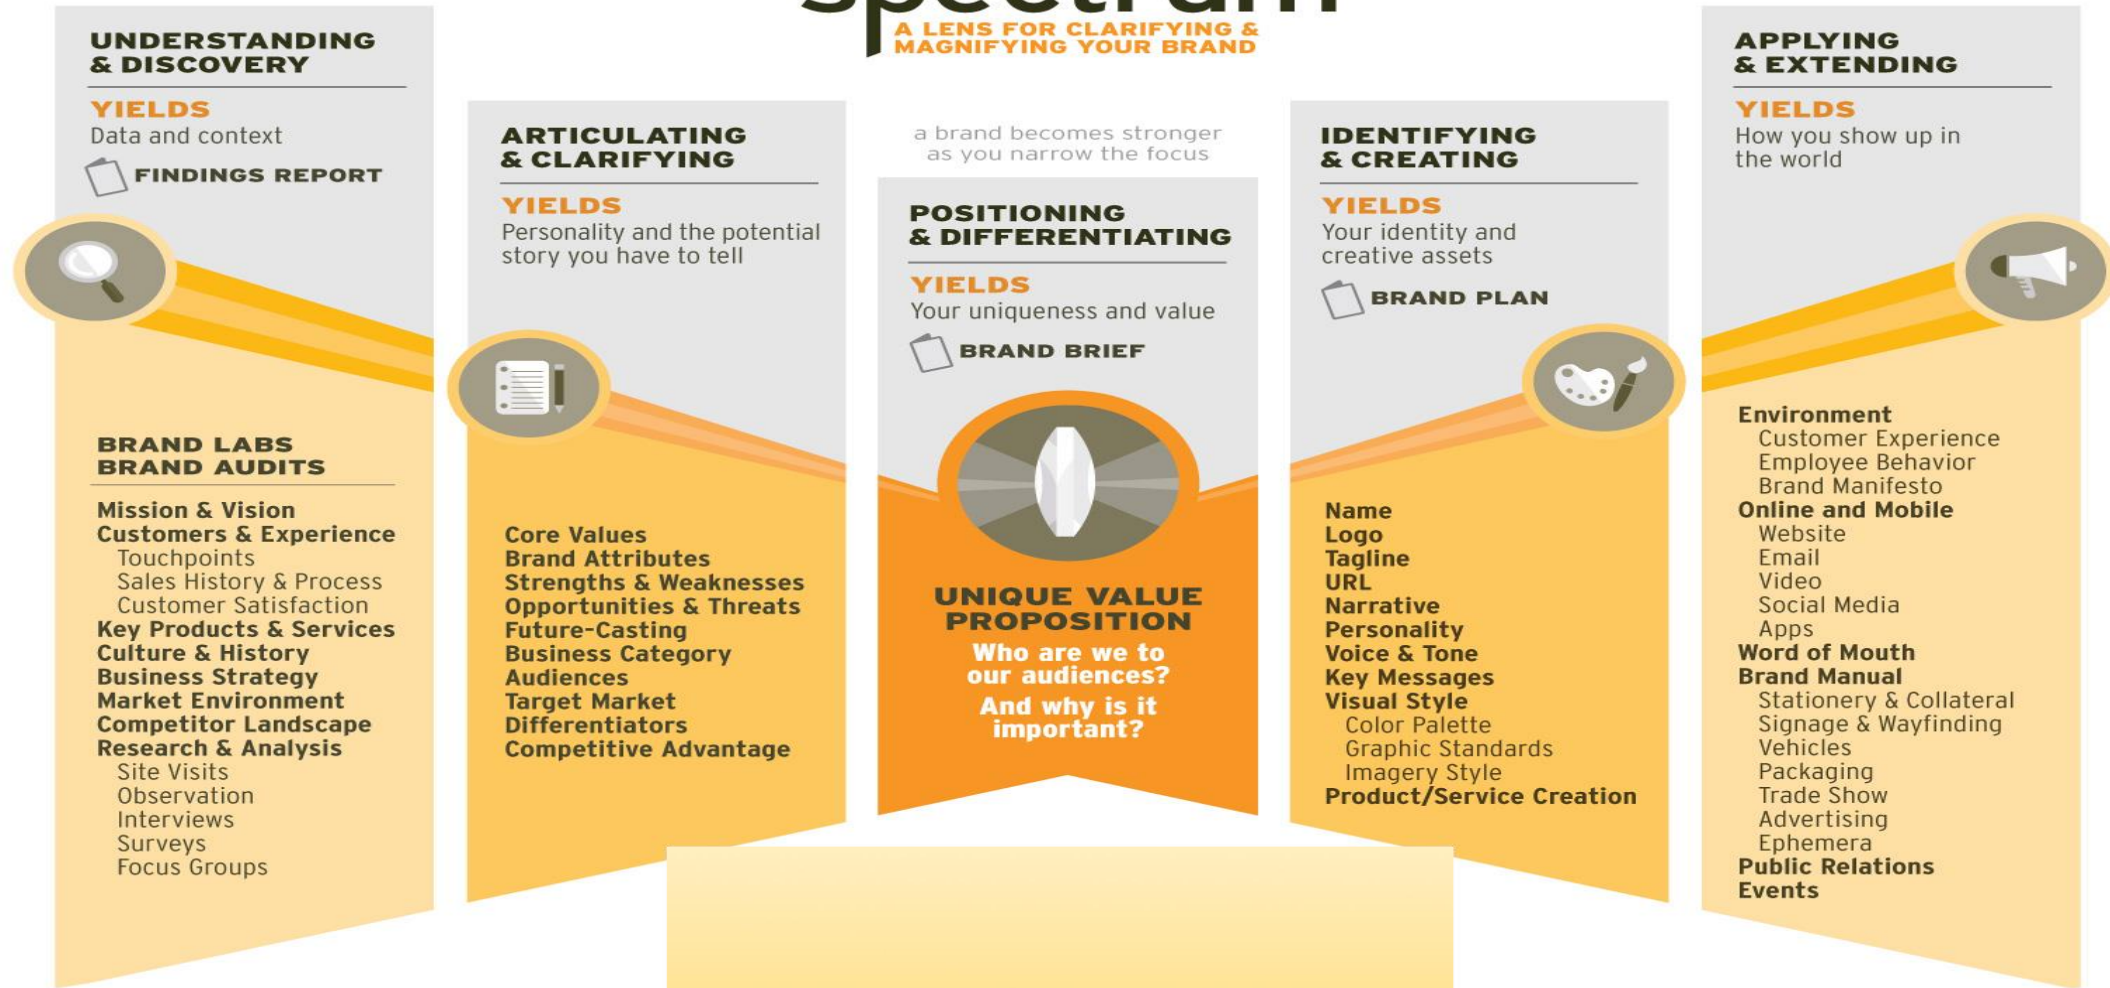 spectrum
A LENS FOR CLARIFYING &
MAGNIFYING YOUR BRAND
UNDERSTANDING
& DISCOVERY
YIELDS
Data and context
FINDINGS REPORT
BRAND LABS
BRAND AUDITS
Mission & Vision
Customers & Experience
Touchpoints
Sales History & Process
Customer Satisfaction
Key Products & Services
Culture & History
Business Strategy
Market Environment
Competitor Landscape
Research & Analysis
Site Visits
Observation
Interviews
Surveys
Focus Groups
ARTICULATING
& CLARIFYING
YIELDS
Personality and the potential
story you have to tell
Core Values
Brand Attributes
Strengths & Weaknesses
Opportunities & Threats
Future-Casting
Business Category
Audiences
Target Market
Differentiators
Competitive Advantage
a brand becomes stronger
as you narrow the focus
POSITIONING
& DIFFERENTIATING
YIELDS
Your uniqueness and value
BRAND BRIEF
UNIQUE VALUE
PROPOSITION
Who are we to
our audiences?
And why is it
important?
IDENTIFYING
& CREATING
YIELDS
Your identity and
creative assets
BRAND PLAN
Name
Logo
Tagline
URL
Narrative
Personality
Voice & Tone
Key Messages
Visual Style
Color Palette
Graphic Standards
Imagery Style
Product/Service Creation
APPLYING
& EXTENDING
YIELDS
How you show up in
the world
Environment
Customer Experience
Employee Behavior
Brand Manifesto
Online and Mobile
Website
Email
Video
Social Media
Apps
Word of Mouth
Brand Manual
Stationery & Collateral
Signage & Wayfinding
Vehicles
Packaging
Trade Show
Advertising
Ephemera
Public Relations
Events